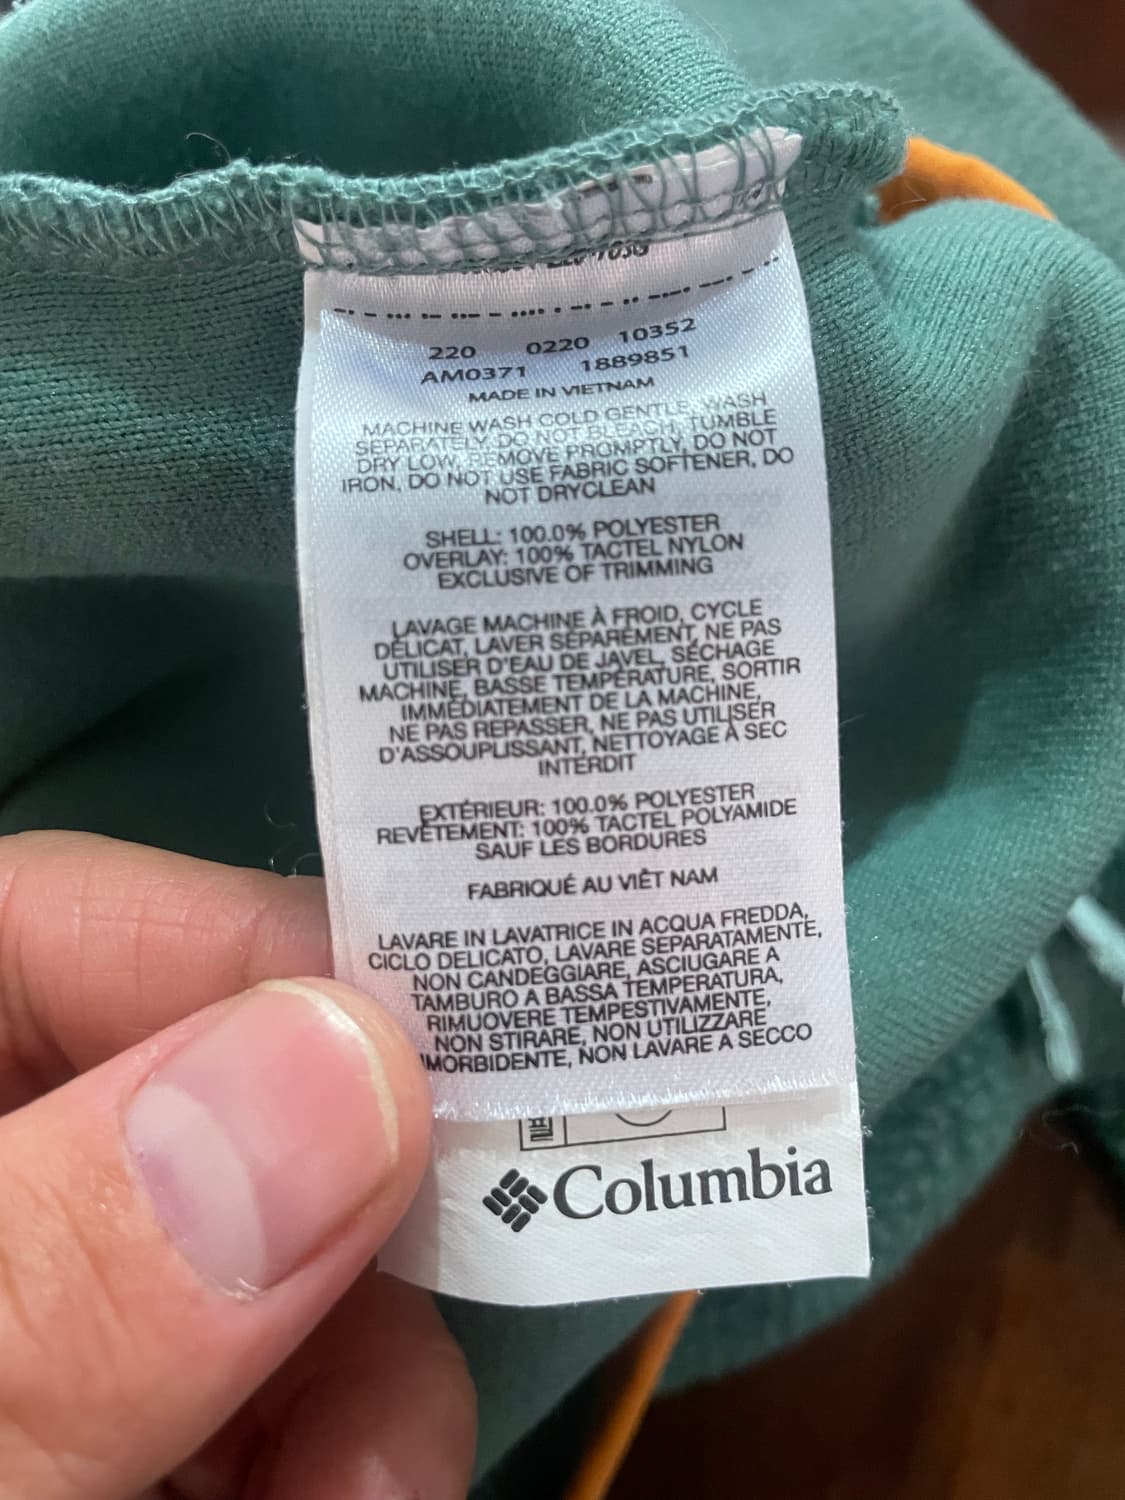 220 0220 10352
AM0371 1889851
MADE IN VIETNAM
MACHINE WASH COLD GENTLE, WASH
SEPARATELY, DO NOT BLEACH, TUMBLE
DRY LOW, REMOVE PROMPTLY, DO NOT
IRON, DO NOT USE FABRIC SOFTENER, DO
NOT DRYCLEAN
SHELL: 100.0% POLYESTER
OVERLAY: 100% TACTEL NYLON
EXCLUSIVE OF TRIMMING
LAVAGE MACHINE À FROID, CYCLE
DÉLICAT, LAVER SÉPARÉMENT, NE PAS
UTILISER D'EAU DE JAVEL, SÉCHAGE
MACHINE, BASSE TEMPÉRATURE, SORTIR
IMMÉDIATEMENT DE LA MACHINE,
NE PAS REPASSER, NE PAS UTILISER
D'ASSOUPLISSANT, NETTOYAGE À SEC
INTERDIT
EXTÉRIEUR: 100.0% POLYESTER
REVÊTEMENT: 100% TACTEL POLYAMIDE
SAUF LES BORDURES
FABRIQUÉ AU VIÊT NAM
LAVARE IN LAVATRICE IN ACQUA FREDDA,
CICLO DELICATO, LAVARE SEPARATAMENTE,
NON CANDEGGIARE, ASCIUGARE A
TAMBURO A BASSA TEMPERATURA,
RIMUOVERE TEMPESTIVAMENTE,
NON STIRARE, NON UTILIZZARE
AMMORBIDENTE, NON LAVARE A SECCO
Columbia